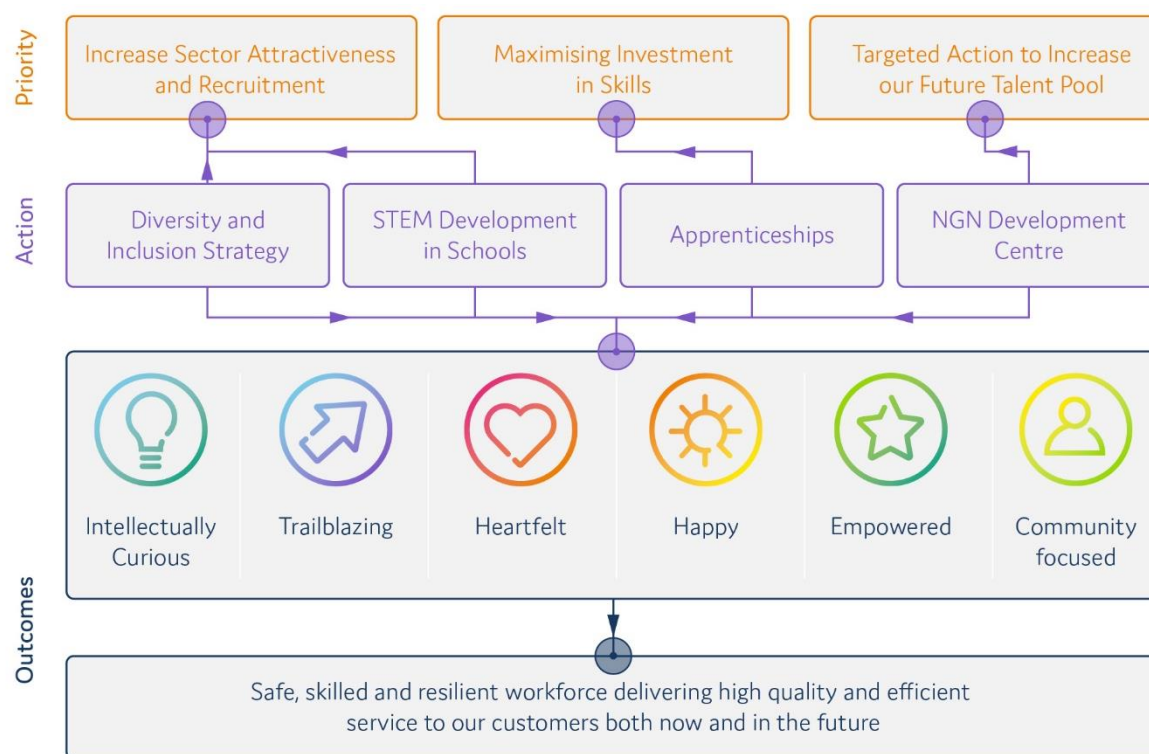 Priority
Increase Sector Attractiveness
and Recruitment
Maximising Investment
in Skills
Targeted Action to Increase
our Future Talent Pool
Action
Diversity and
Inclusion Strategy
STEM Development
in Schools
Apprenticeships
NGN Development
Centre
Outcomes
Intellectually
Curious
Trailblazing
Heartfelt
Happy
Empowered
Community
focused
Safe, skilled and resilient workforce delivering high quality and efficient
service to our customers both now and in the future